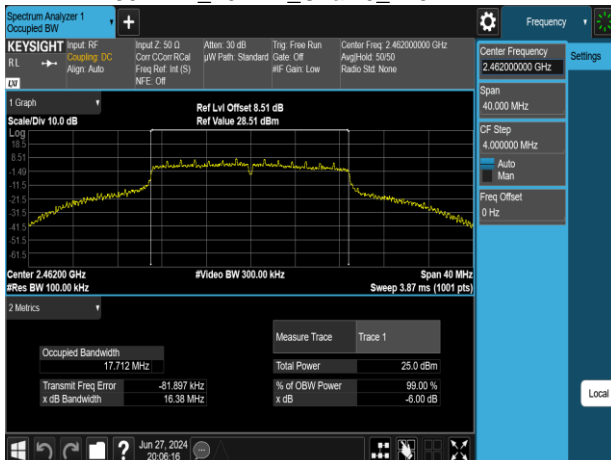 Spectrum Analyzer 1
Occupied BW
+
Frequency
KEYSIGHT
Input: RF
Coupling: DC
Align: Auto
R L
LXI
Input Z: 50 Ω
Corr CCorr RCal
Freq Ref: Int (S)
NFE: Off
Atten: 30 dB
µW Path: Standard
Trig: Free Run
Gate: Off
#IF Gain: Low
Center Freq: 2.462000000 GHz
Avg|Hold: 50/50
Radio Std: None
Center Frequency
2.462000000 GHz
Settings
Span
40.000 MHz
CF Step
4.000000 MHz
Auto
Man
Freq Offset
0 Hz
Local
1 Graph
Scale/Div 10.0 dB
Ref Lvl Offset 8.51 dB
Ref Value 28.51 dBm
Log
18.5
8.51
-1.49
-11.5
-21.5
-31.5
-41.5
-51.5
-61.5
Center 2.46200 GHz
#Video BW 300.00 kHz
Span 40 MHz
#Res BW 100.00 kHz
Sweep 3.87 ms (1001 pts)
2 Metrics
Measure Trace Trace 1
Occupied Bandwidth
17.712 MHz
Total Power 25.0 dBm
Transmit Freq Error -81.897 kHz
% of OBW Power 99.00 %
x dB Bandwidth 16.38 MHz
x dB -6.00 dB
?
Jun 27, 2024
20:06:16